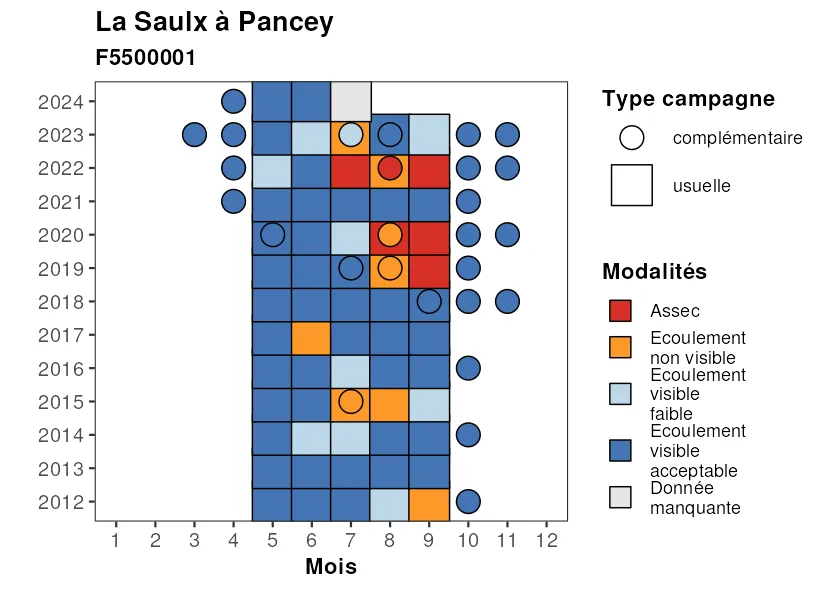 La Saulx à Pancey
F5500001
2024
2023
2022
2021
2020
2019
2018
2017
2016
2015
2014
2013
2012
1 2 3 4 5 6 7 8 9 10 11 12
Mois
Type campagne
complémentaire
usuelle
Modalités
Assec
Ecoulement
non visible
Ecoulement
visible
faible
Ecoulement
visible
acceptable
Donnée
manquante